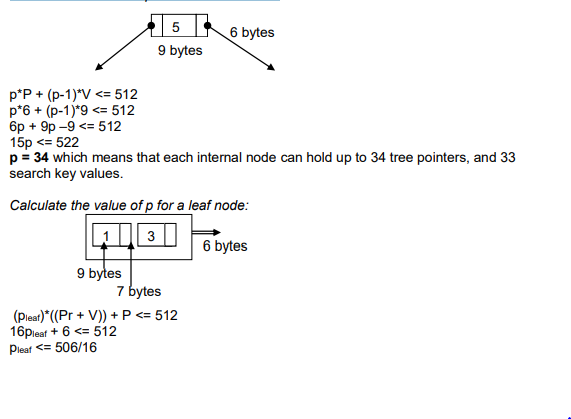 5
6 bytes
9 bytes
p*P + (p-1)*V <= 512
p*6 + (p-1)*9 <= 512
6p + 9p –9 <= 512
15p <= 522
p = 34 which means that each internal node can hold up to 34 tree pointers, and 33
search key values.
Calculate the value of p for a leaf node:
1 3
6 bytes
9 bytes
7 bytes
(pleaf)*((Pr + V)) + P <= 512
16pleaf + 6 <= 512
pleaf <= 506/16